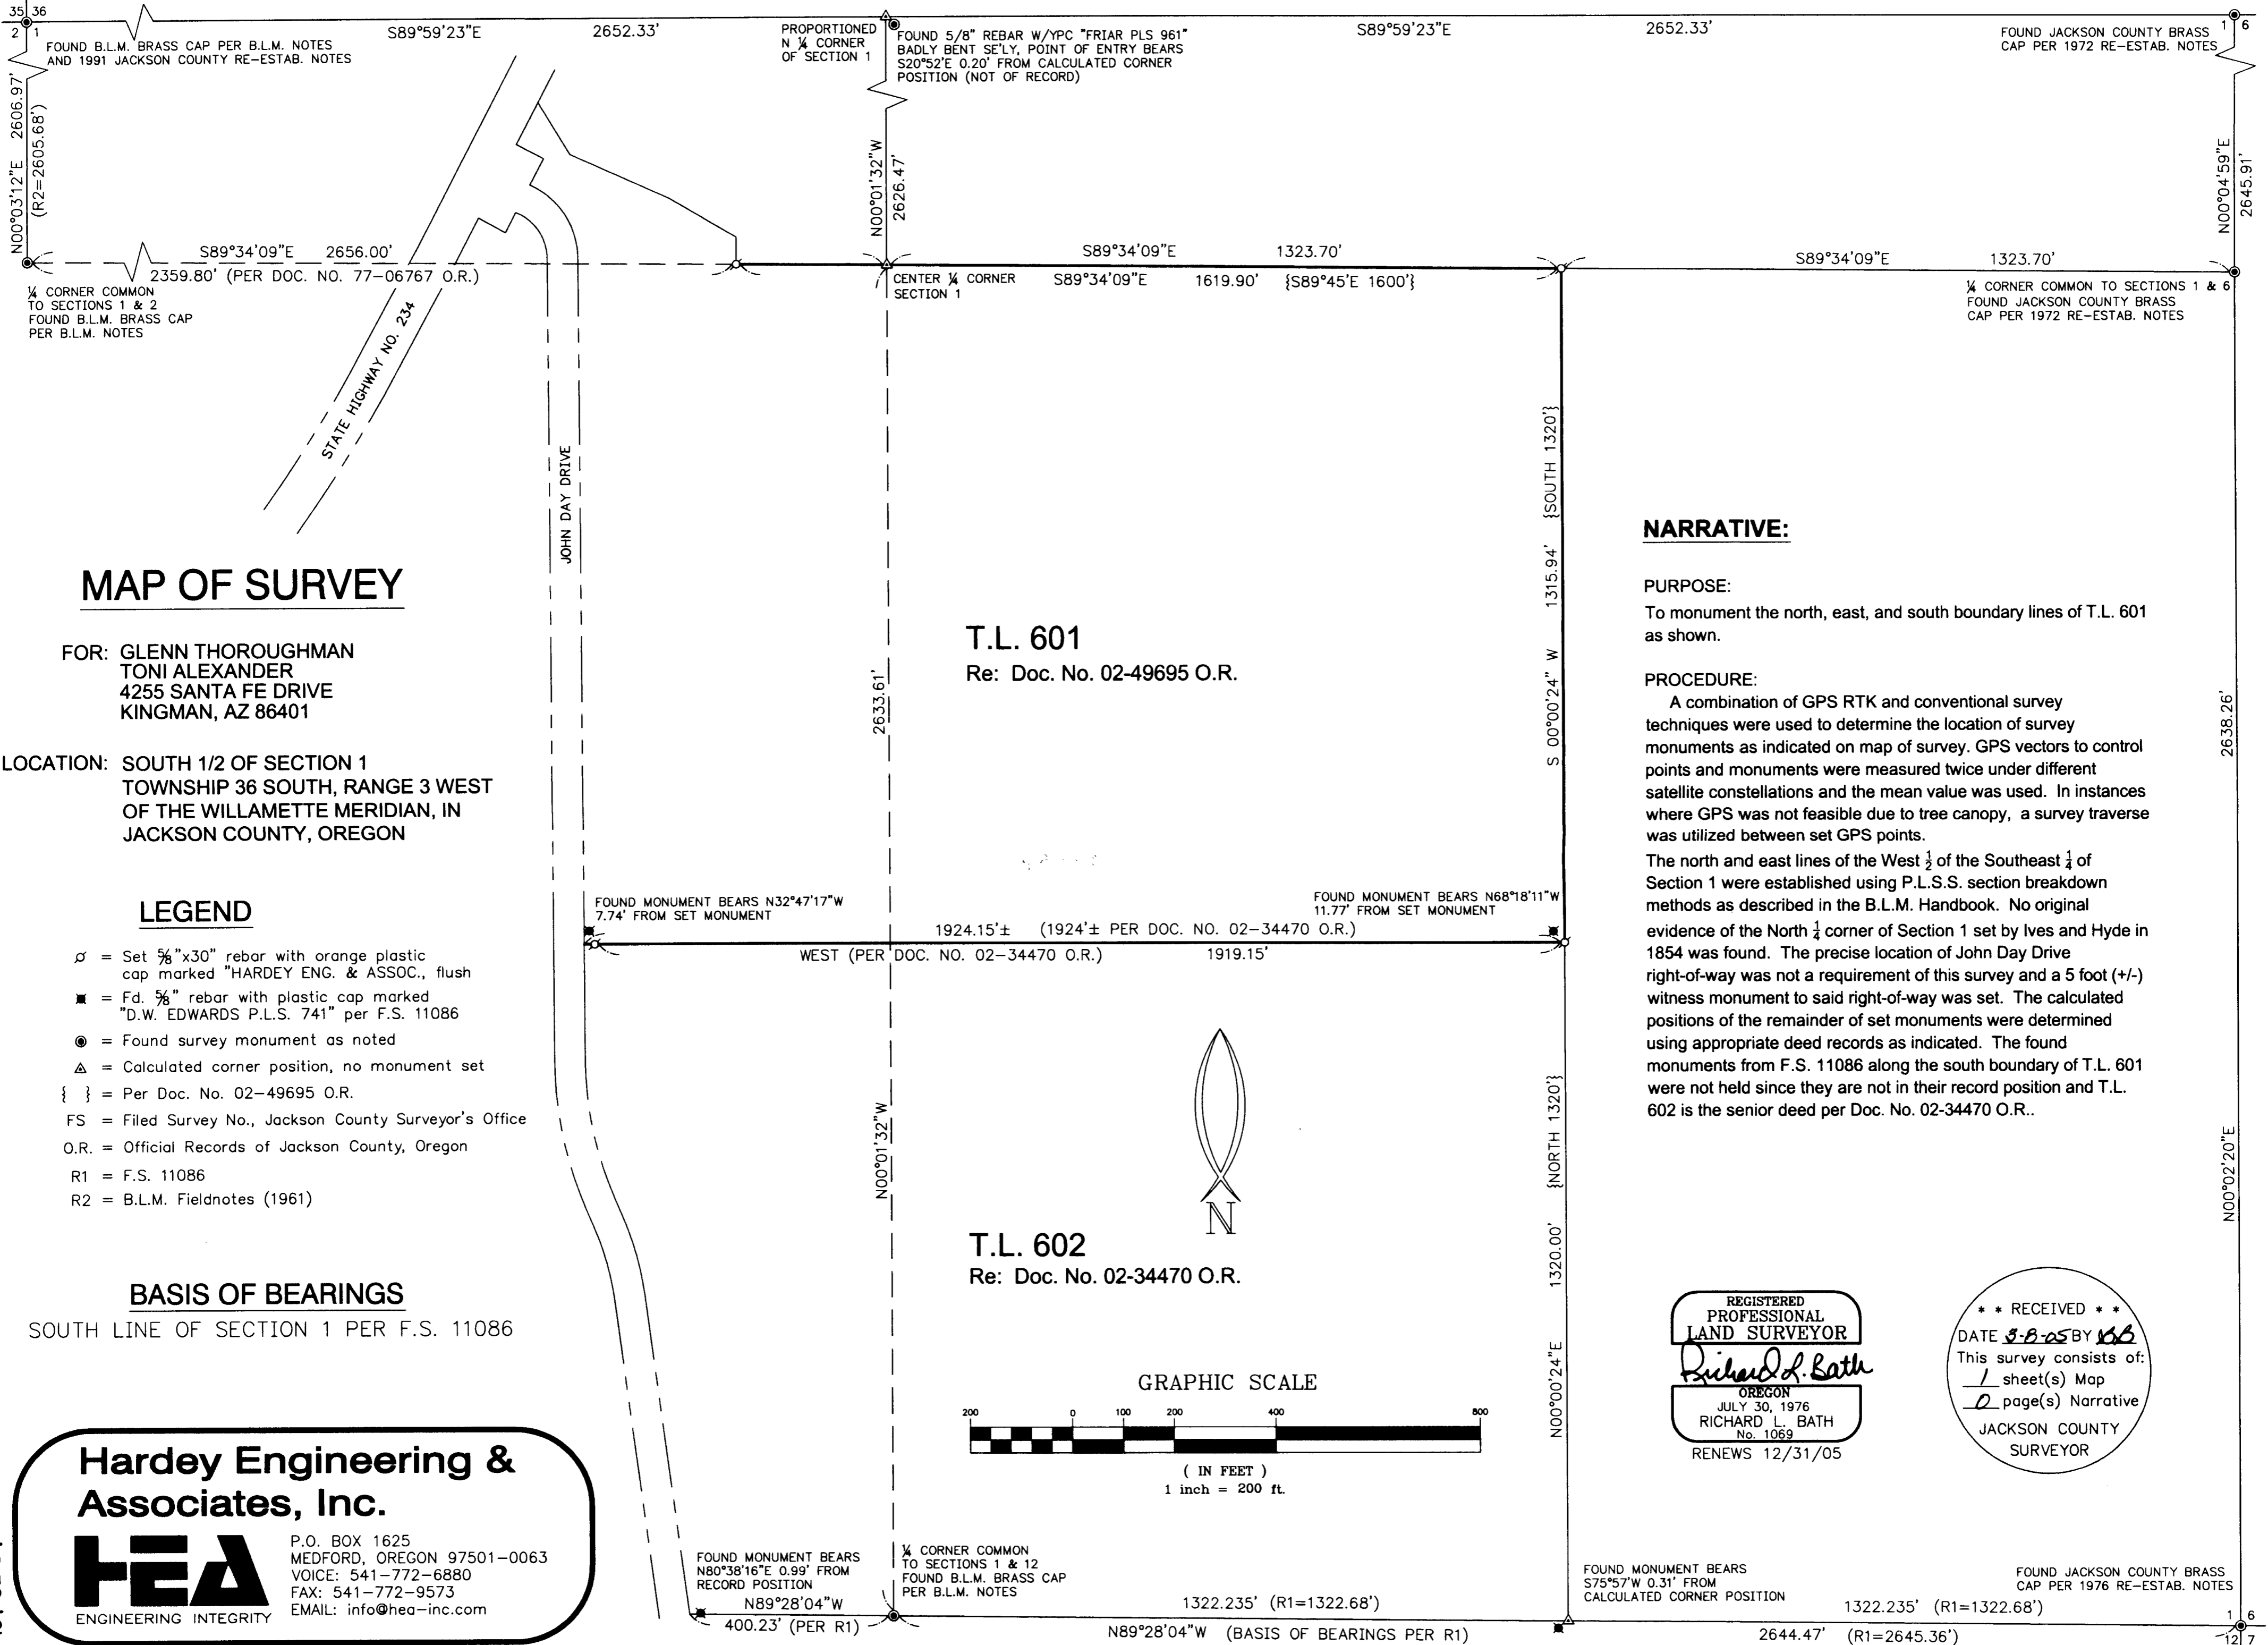 35 36
2 1
FOUND B.L.M. BRASS CAP PER B.L.M. NOTES
AND 1991 JACKSON COUNTY RE-ESTAB. NOTES
S89°59'23"E 2652.33'
PROPORTIONED
N ¼ CORNER
OF SECTION 1
FOUND 5/8" REBAR W/YPC "FRIAR PLS 961"
BADLY BENT SE'LY, POINT OF ENTRY BEARS
S20°52'E 0.20' FROM CALCULATED CORNER
POSITION (NOT OF RECORD)
S89°59'23"E 2652.33'
FOUND JACKSON COUNTY BRASS
CAP PER 1972 RE-ESTAB. NOTES
1 6
N00°03'12"E 2606.97'
(R2=2605.68')
N00°01'32"W
2626.47'
N00°04'59"E
2645.91'
S89°34'09"E 2656.00'
2359.80' (PER DOC. NO. 77-06767 O.R.)
¼ CORNER COMMON
TO SECTIONS 1 & 2
FOUND B.L.M. BRASS CAP
PER B.L.M. NOTES
S89°34'09"E 1323.70'
CENTER ¼ CORNER
SECTION 1
S89°34'09"E 1619.90' {S89°45'E 1600'}
S89°34'09"E 1323.70'
¼ CORNER COMMON TO SECTIONS 1 & 6
FOUND JACKSON COUNTY BRASS
CAP PER 1972 RE-ESTAB. NOTES
STATE HIGHWAY NO. 234
JOHN DAY DRIVE
S 00°00'24" W 1315.94' {SOUTH 1320'}
2633.61'
2638.26'
MAP OF SURVEY
FOR: GLENN THOROUGHMAN
TONI ALEXANDER
4255 SANTA FE DRIVE
KINGMAN, AZ 86401
LOCATION: SOUTH 1/2 OF SECTION 1
TOWNSHIP 36 SOUTH, RANGE 3 WEST
OF THE WILLAMETTE MERIDIAN, IN
JACKSON COUNTY, OREGON
T.L. 601
Re: Doc. No. 02-49695 O.R.
NARRATIVE:
PURPOSE:
To monument the north, east, and south boundary lines of T.L. 601
as shown.
PROCEDURE:
A combination of GPS RTK and conventional survey
techniques were used to determine the location of survey
monuments as indicated on map of survey. GPS vectors to control
points and monuments were measured twice under different
satellite constellations and the mean value was used. In instances
where GPS was not feasible due to tree canopy, a survey traverse
was utilized between set GPS points.
The north and east lines of the West ½ of the Southeast ¼ of
Section 1 were established using P.L.S.S. section breakdown
methods as described in the B.L.M. Handbook. No original
evidence of the North ¼ corner of Section 1 set by Ives and Hyde in
1854 was found. The precise location of John Day Drive
right-of-way was not a requirement of this survey and a 5 foot (+/-)
witness monument to said right-of-way was set. The calculated
positions of the remainder of set monuments were determined
using appropriate deed records as indicated. The found
monuments from F.S. 11086 along the south boundary of T.L. 601
were not held since they are not in their record position and T.L.
602 is the senior deed per Doc. No. 02-34470 O.R..
FOUND MONUMENT BEARS N32°47'17"W
7.74' FROM SET MONUMENT
FOUND MONUMENT BEARS N68°18'11"W
11.77' FROM SET MONUMENT
1924.15'± (1924'± PER DOC. NO. 02-34470 O.R.)
WEST (PER DOC. NO. 02-34470 O.R.) 1919.15'
LEGEND
= Set ⅝"x30" rebar with orange plastic
cap marked "HARDEY ENG. & ASSOC., flush
= Fd. ⅝" rebar with plastic cap marked
"D.W. EDWARDS P.L.S. 741" per F.S. 11086
= Found survey monument as noted
= Calculated corner position, no monument set
{ } = Per Doc. No. 02-49695 O.R.
FS = Filed Survey No., Jackson County Surveyor's Office
O.R. = Official Records of Jackson County, Oregon
R1 = F.S. 11086
R2 = B.L.M. Fieldnotes (1961)
N00°01'32"W
N00°00'24"E 1320.00' {NORTH 1320'}
N00°02'20"E
N
T.L. 602
Re: Doc. No. 02-34470 O.R.
BASIS OF BEARINGS
SOUTH LINE OF SECTION 1 PER F.S. 11086
GRAPHIC SCALE
200 0 100 200 400 800
( IN FEET )
1 inch = 200 ft.
REGISTERED
PROFESSIONAL
LAND SURVEYOR
Richard L. Bath
OREGON
JULY 30, 1976
RICHARD L. BATH
No. 1069
RENEWS 12/31/05
* * RECEIVED * *
DATE 3-8-05 BY
This survey consists of:
1 sheet(s) Map
0 page(s) Narrative
JACKSON COUNTY
SURVEYOR
Hardey Engineering &
Associates, Inc.
HEA
ENGINEERING INTEGRITY
P.O. BOX 1625
MEDFORD, OREGON 97501-0063
VOICE: 541-772-6880
FAX: 541-772-9573
EMAIL: info@hea-inc.com
FOUND MONUMENT BEARS
N80°38'16"E 0.99' FROM
RECORD POSITION
N89°28'04"W
400.23' (PER R1)
¼ CORNER COMMON
TO SECTIONS 1 & 12
FOUND B.L.M. BRASS CAP
PER B.L.M. NOTES
1322.235' (R1=1322.68')
N89°28'04"W (BASIS OF BEARINGS PER R1)
FOUND MONUMENT BEARS
S75°57'W 0.31' FROM
CALCULATED CORNER POSITION
FOUND JACKSON COUNTY BRASS
CAP PER 1976 RE-ESTAB. NOTES
1322.235' (R1=1322.68')
2644.47' (R1=2645.36')
1 6
12 7